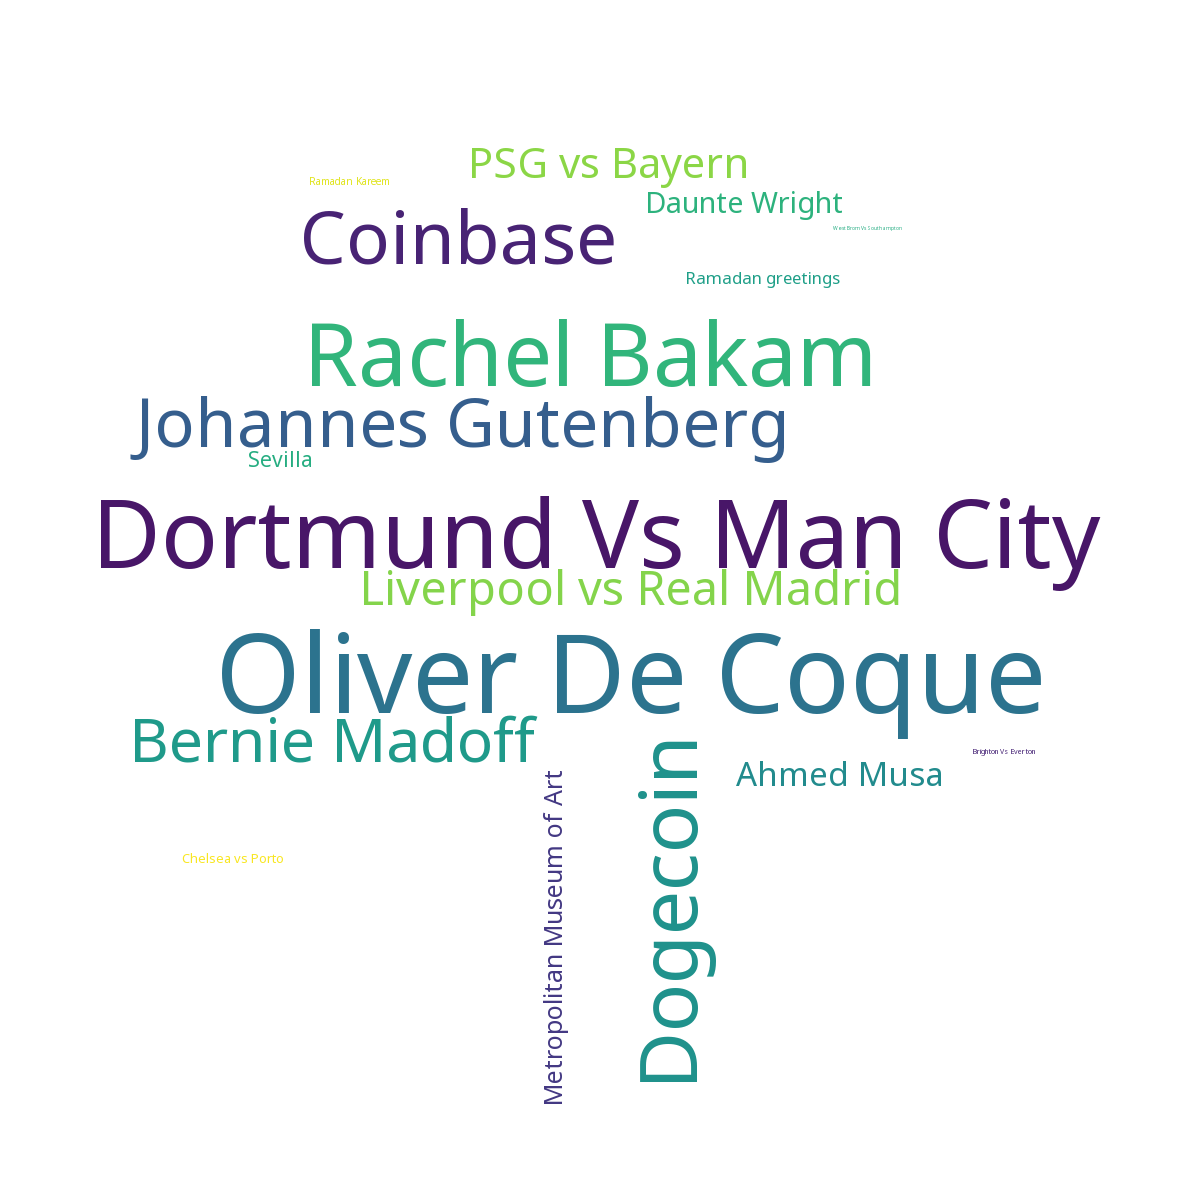 PSG vs Bayern
Ramadan Kareem
Daunte Wright
Coinbase
West Brom Vs Southampton
Ramadan greetings
Rachel Bakam
Johannes Gutenberg
Sevilla
Dortmund Vs Man City
Liverpool vs Real Madrid
Oliver De Coque
Bernie Madoff
Brighton Vs Everton
Ahmed Musa
Dogecoin
Metropolitan Museum of Art
Chelsea vs Porto